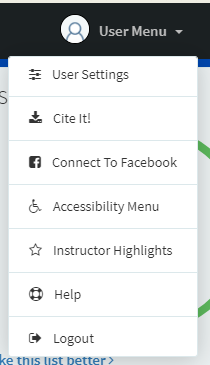 User Menu
s
User Settings
Cite It!
Connect To Facebook
Accessibility Menu
Instructor Highlights
Help
Logout
ke this list better